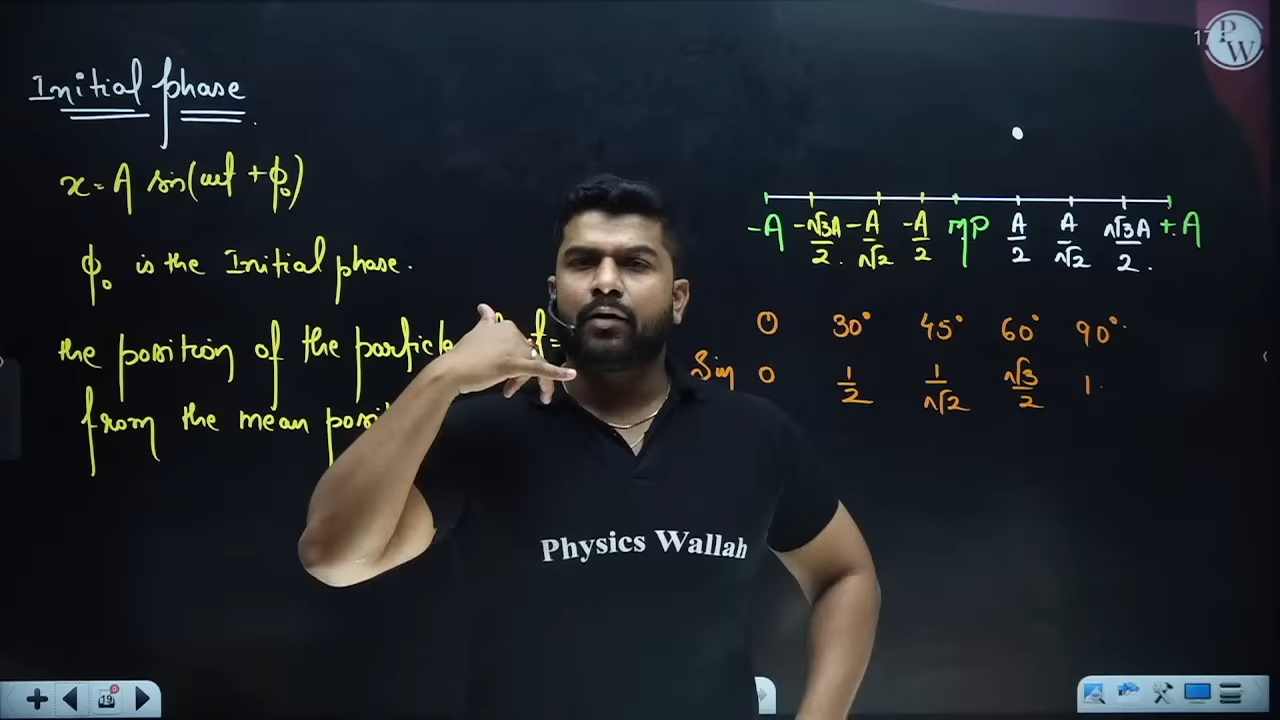 Initial phase
x = A sin(ωt + ϕ₀)
ϕ₀ is the Initial phase.
the position of the particle t=
from the mean
-A -√3A/2 -A/√2 -A/2 MP A/2 A/√2 √3A/2 +A
0 30° 45° 60° 90°
Sin 0 1/2 1/√2 √3/2 1
Physics Wallah
PW
19